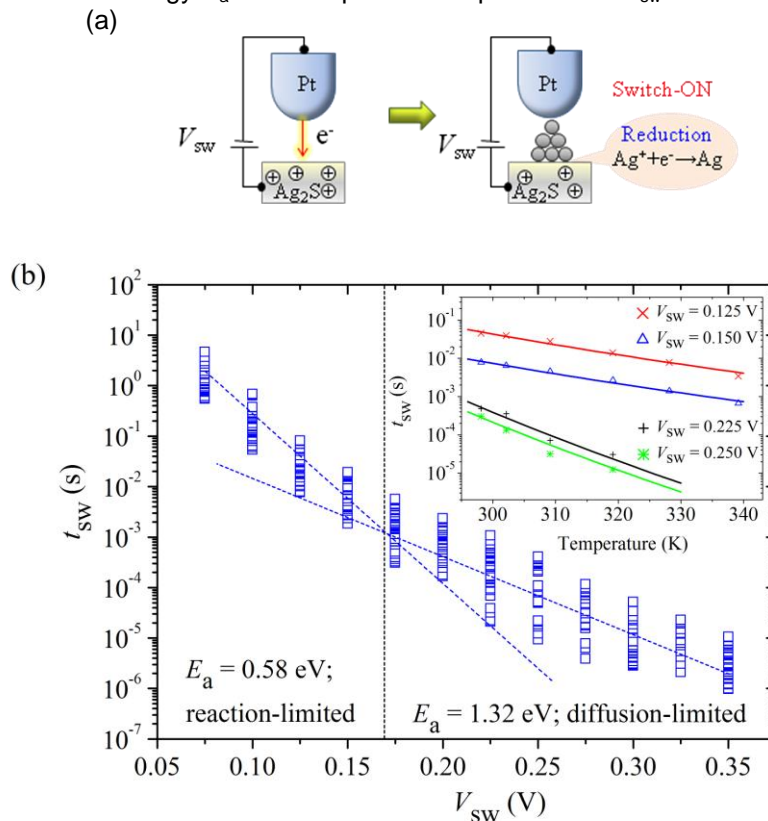 (a)
Pt
Pt
Switch-ON
V_sw
e-
V_sw
Reduction
Ag⁺+e⁻→Ag
Ag₂S
Ag₂S
(b)
10²
10¹
10⁰
10⁻¹
10⁻²
10⁻³
10⁻⁴
10⁻⁵
10⁻⁶
10⁻⁷
t_sw (s)
10⁻¹
10⁻²
10⁻³
10⁻⁴
10⁻⁵
t_sw (s)
V_sw = 0.125 V
V_sw = 0.150 V
V_sw = 0.225 V
V_sw = 0.250 V
300 310 320 330 340
Temperature (K)
E_a = 0.58 eV;
reaction-limited
E_a = 1.32 eV; diffusion-limited
0.05 0.10 0.15 0.20 0.25 0.30 0.35
V_sw (V)